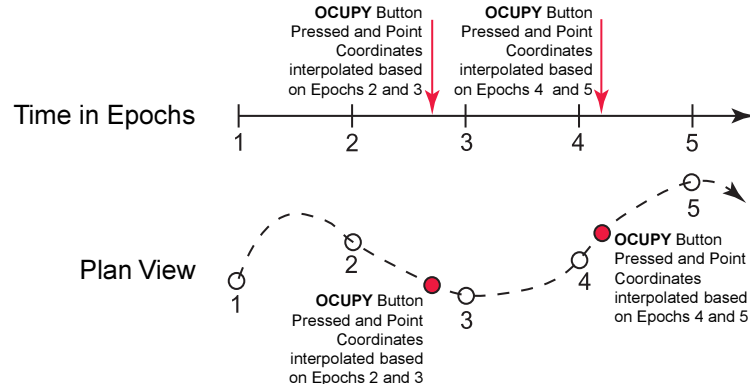 OCUPY Button
Pressed and Point
Coordinates
interpolated based
on Epochs 2 and 3
OCUPY Button
Pressed and Point
Coordinates
interpolated based
on Epochs 4 and 5
Time in Epochs
1
2
3
4
5
Plan View
1
2
3
4
5
OCUPY Button
Pressed and Point
Coordinates
interpolated based
on Epochs 2 and 3
OCUPY Button
Pressed and Point
Coordinates
interpolated based
on Epochs 4 and 5